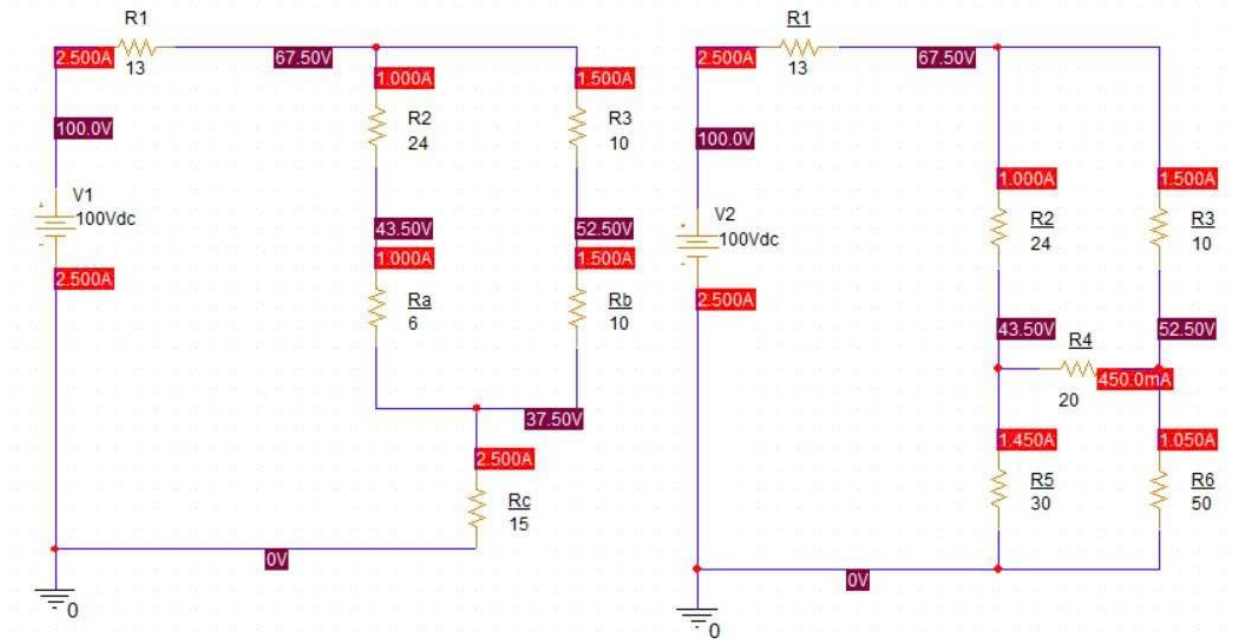 R1
2.500A
13
67.50V
1.000A
1.500A
R2
24
R3
10
100.0V
V1
100Vdc
43.50V
52.50V
1.000A
1.500A
2.500A
Ra
6
Rb
10
37.50V
2.500A
Rc
15
0V
0
R1
2.500A
13
67.50V
100.0V
1.000A
1.500A
V2
100Vdc
R2
24
R3
10
2.500A
43.50V
52.50V
R4
450.0mA
20
1.450A
1.050A
R5
30
R6
50
0V
0